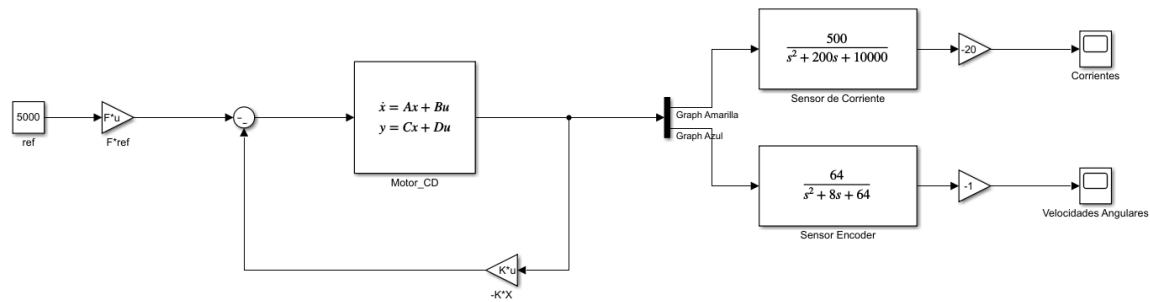 5000
ref
F*u
F*ref
ẋ = Ax + Bu
y = Cx + Du
Motor_CD
K*u
-K*X
Graph Amarilla
Graph Azul
500
s² + 200s + 10000
Sensor de Corriente
-20
Corrientes
64
s² + 8s + 64
Sensor Encoder
-1
Velocidades Angulares